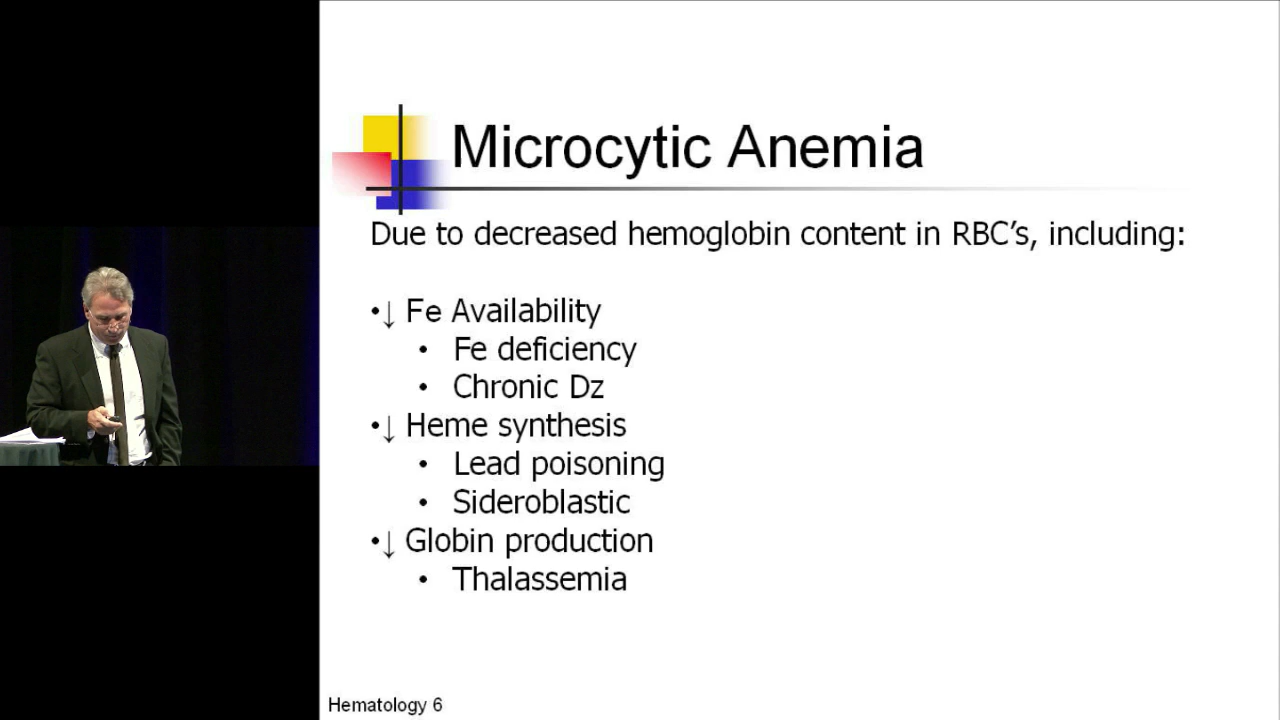 Microcytic Anemia
Due to decreased hemoglobin content in RBC's, including:
•↓ Fe Availability
• Fe deficiency
• Chronic Dz
•↓ Heme synthesis
• Lead poisoning
• Sideroblastic
•↓ Globin production
• Thalassemia
Hematology 6